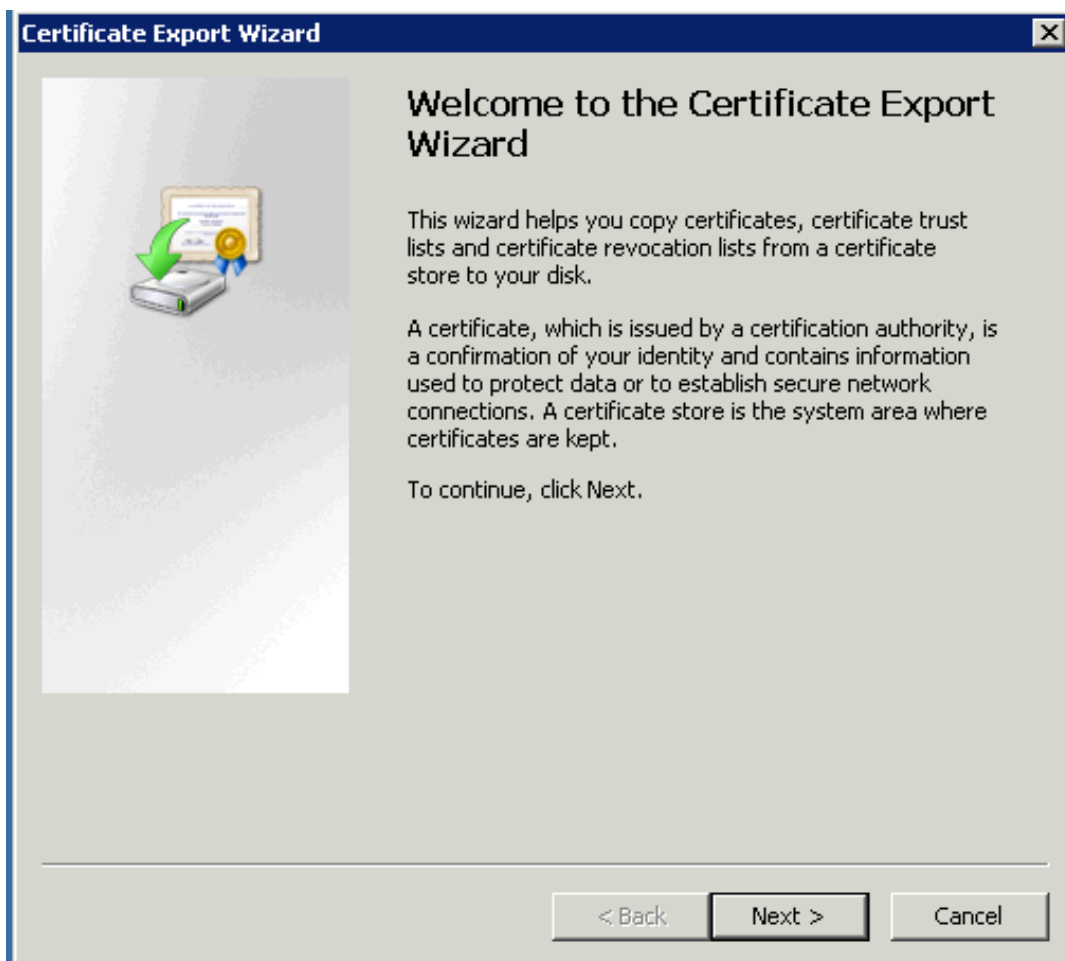 Certificate Export Wizard
Welcome to the Certificate Export
Wizard
This wizard helps you copy certificates, certificate trust
lists and certificate revocation lists from a certificate
store to your disk.
A certificate, which is issued by a certification authority, is
a confirmation of your identity and contains information
used to protect data or to establish secure network
connections. A certificate store is the system area where
certificates are kept.
To continue, click Next.
< Back
Next >
Cancel